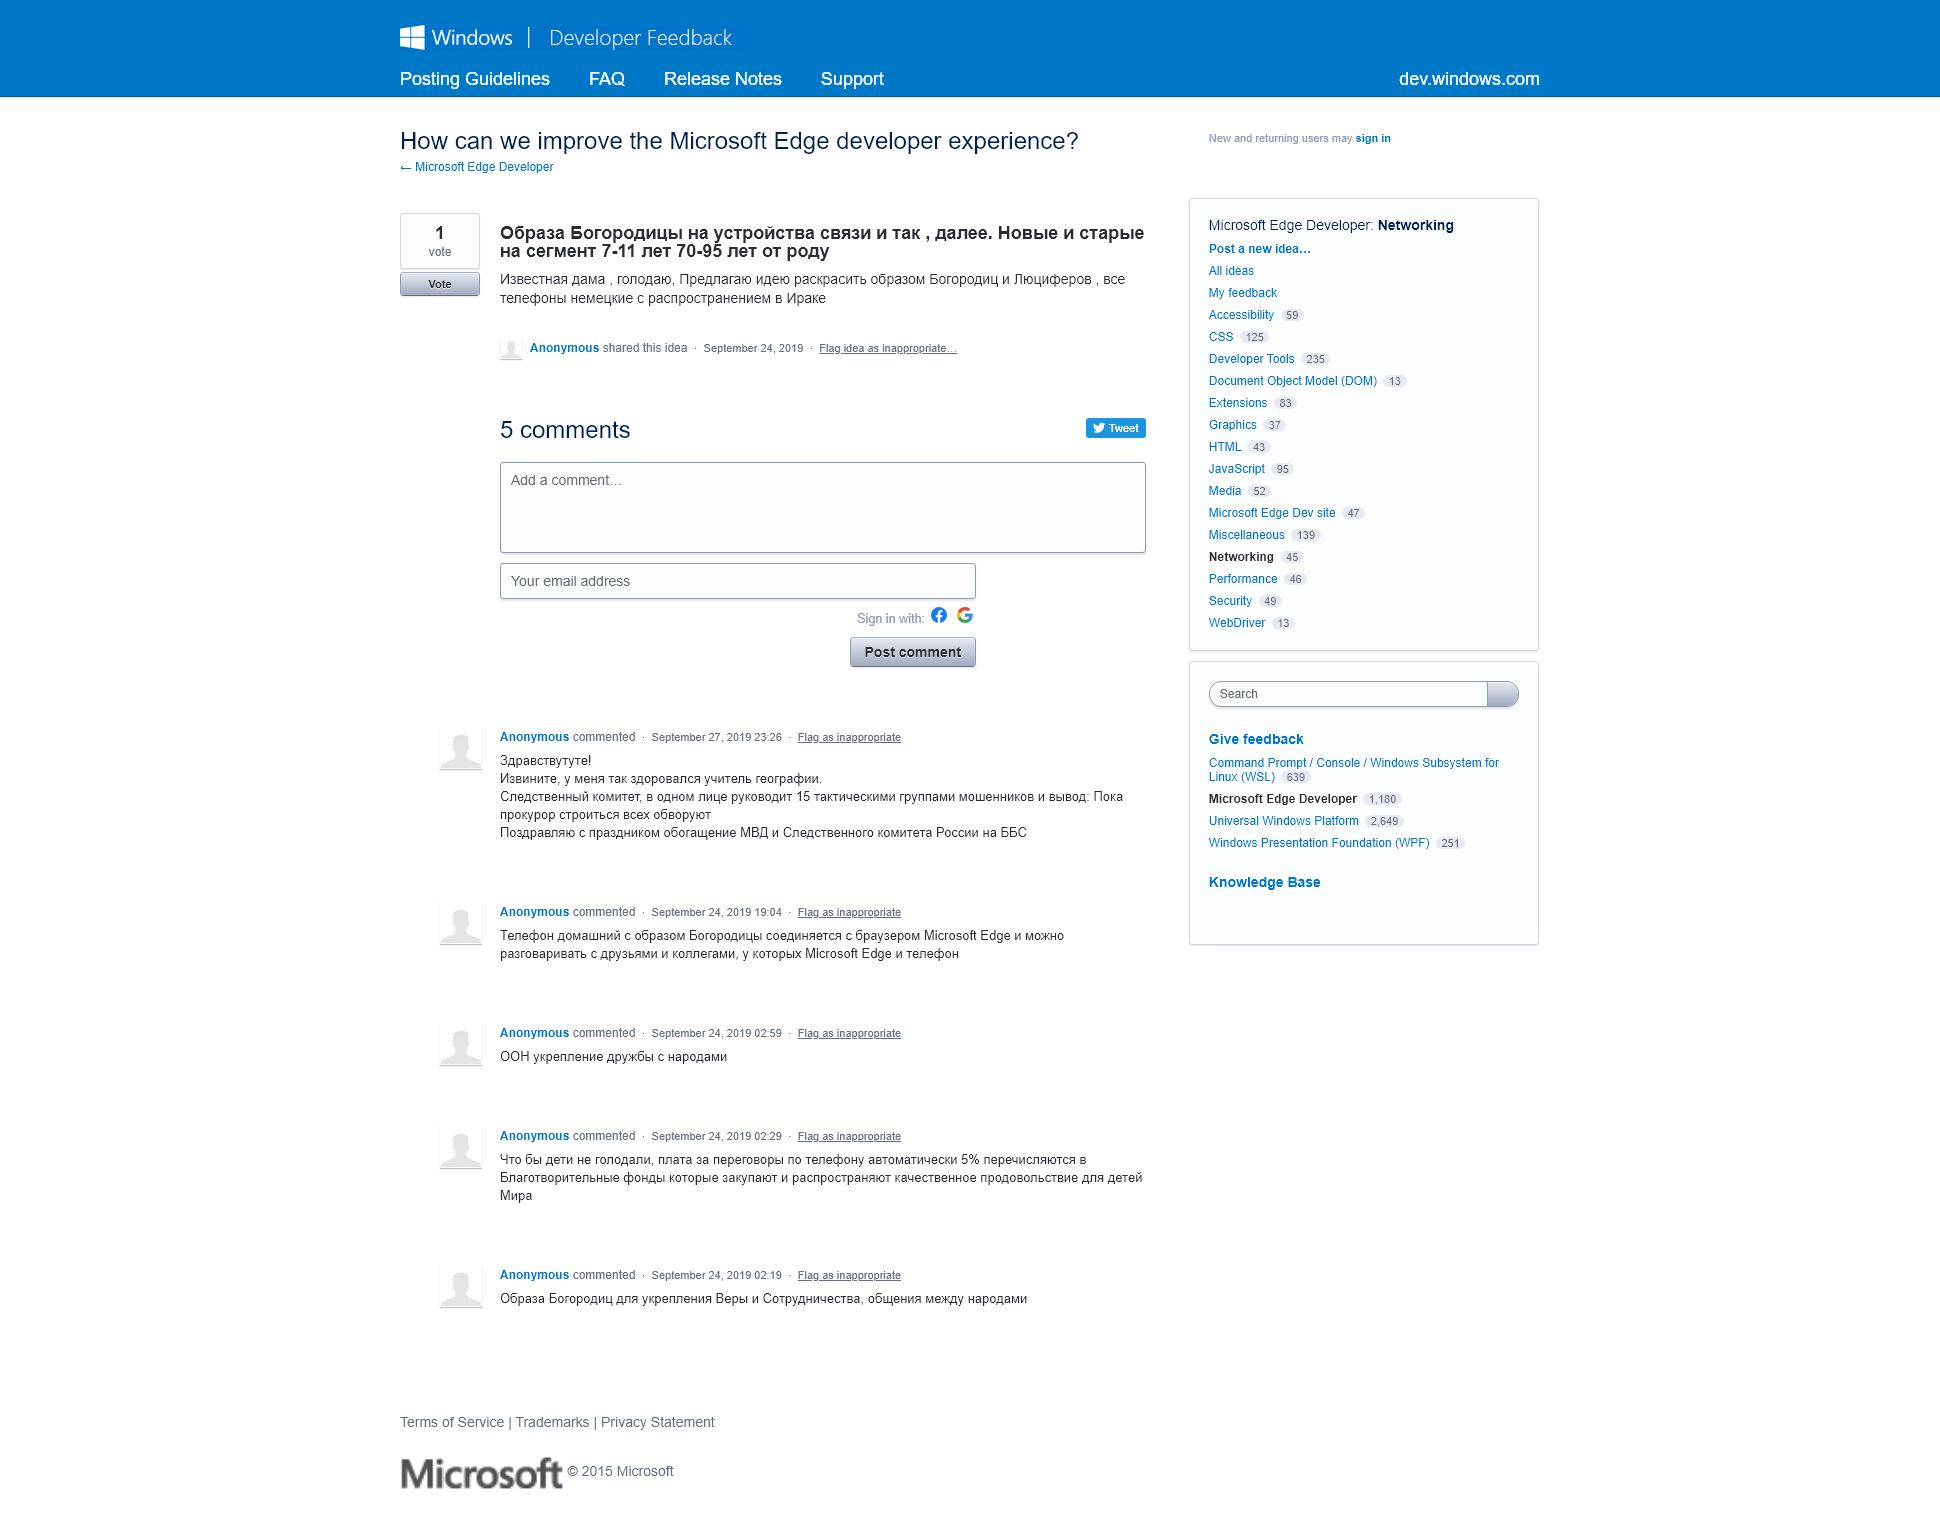 Windows | Developer Feedback
Posting Guidelines FAQ Release Notes Support dev.windows.com
How can we improve the Microsoft Edge developer experience?
← Microsoft Edge Developer
New and returning users may sign in
1
vote
Vote
Образа Богородицы на устройства связи и так , далее. Новые и старые
на сегмент 7-11 лет 70-95 лет от роду
Известная дама , голодаю, Предлагаю идею раскрасить образом Богородиц и Люциферов , все
телефоны немецкие с распространением в Ираке
Anonymous shared this idea · September 24, 2019 · Flag idea as inappropriate…
5 comments
Tweet
Add a comment…
Your email address
Sign in with:
Post comment
Anonymous commented · September 27, 2019 23:26 · Flag as inappropriate
Здравствутуте!
Извините, у меня так здоровался учитель географии.
Следственный комитет, в одном лице руководит 15 тактическими группами мошенников и вывод: Пока
прокурор строиться всех обворуют
Поздравляю с праздником обогащение МВД и Следственного комитета России на ББС
Anonymous commented · September 24, 2019 19:04 · Flag as inappropriate
Телефон домашний с образом Богородицы соединяется с браузером Microsoft Edge и можно
разговаривать с друзьями и коллегами, у которых Microsoft Edge и телефон
Anonymous commented · September 24, 2019 02:59 · Flag as inappropriate
ООН укрепление дружбы с народами
Anonymous commented · September 24, 2019 02:29 · Flag as inappropriate
Что бы дети не голодали, плата за переговоры по телефону автоматически 5% перечисляются в
Благотворительные фонды которые закупают и распространяют качественное продовольствие для детей
Мира
Anonymous commented · September 24, 2019 02:19 · Flag as inappropriate
Образа Богородиц для укрепления Веры и Сотрудничества, общения между народами
Microsoft Edge Developer: Networking
Post a new idea…
All ideas
My feedback
Accessibility 59
CSS 125
Developer Tools 235
Document Object Model (DOM) 13
Extensions 83
Graphics 37
HTML 43
JavaScript 95
Media 52
Microsoft Edge Dev site 47
Miscellaneous 139
Networking 45
Performance 46
Security 49
WebDriver 13
Search
Give feedback
Command Prompt / Console / Windows Subsystem for
Linux (WSL) 639
Microsoft Edge Developer 1,180
Universal Windows Platform 2,649
Windows Presentation Foundation (WPF) 251
Knowledge Base
Terms of Service | Trademarks | Privacy Statement
Microsoft © 2015 Microsoft